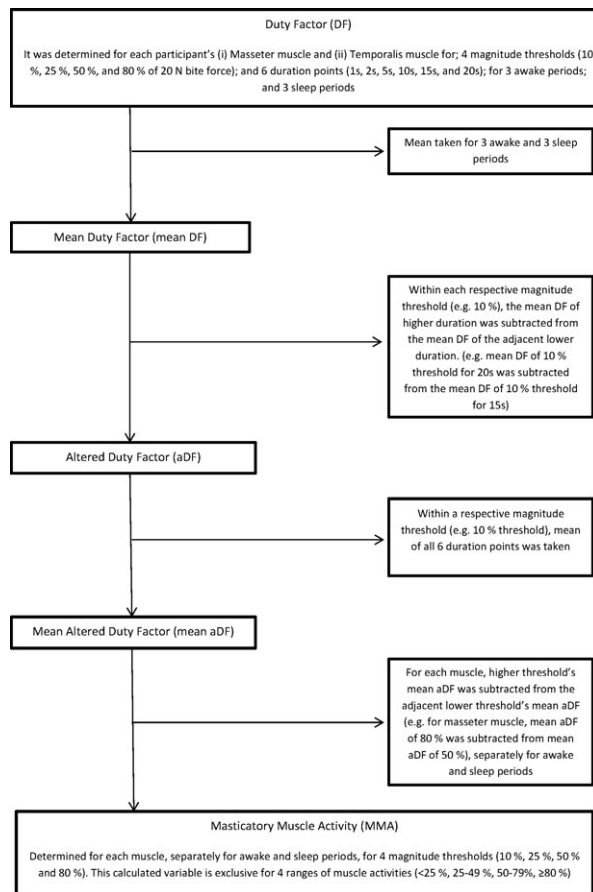 Duty Factor (DF)
It was determined for each participant's (i) Masseter muscle and (ii) Temporalis muscle for; 4 magnitude thresholds (10
%, 25 %, 50 %, and 80 % of 20 N bite force); and 6 duration points (1s, 2s, 5s, 10s, 15s, and 20s); for 3 awake periods;
and 3 sleep periods
Mean taken for 3 awake and 3 sleep
periods
Mean Duty Factor (mean DF)
Within each respective magnitude
threshold (e.g. 10 %), the mean DF of
higher duration was subtracted from
the mean DF of the adjacent lower
duration. (e.g. mean DF of 10 %
threshold for 20s was subtracted
from the mean DF of 10 % threshold
for 15s)
Altered Duty Factor (aDF)
Within a respective magnitude
threshold (e.g. 10 % threshold), mean
of all 6 duration points was taken
Mean Altered Duty Factor (mean aDF)
For each muscle, higher threshold's
mean aDF was subtracted from the
adjacent lower threshold's mean aDF
(e.g. for masseter muscle, mean aDF
of 80 % was subtracted from mean
aDF of 50 %), separately for awake
and sleep periods
Masticatory Muscle Activity (MMA)
Determined for each muscle, separately for awake and sleep periods, for 4 magnitude thresholds (10 %, 25 %, 50 %
and 80 %). This calculated variable is exclusive for 4 ranges of muscle activities (<25 %, 25-49 %, 50-79%, ≥80 %)